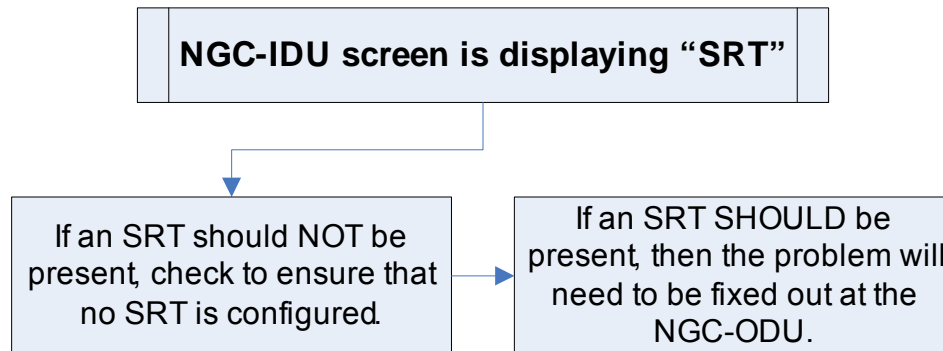 NGC-IDU screen is displaying “SRT”
If an SRT should NOT be
present, check to ensure that
no SRT is configured.
If an SRT SHOULD be
present, then the problem will
need to be fixed out at the
NGC-ODU.